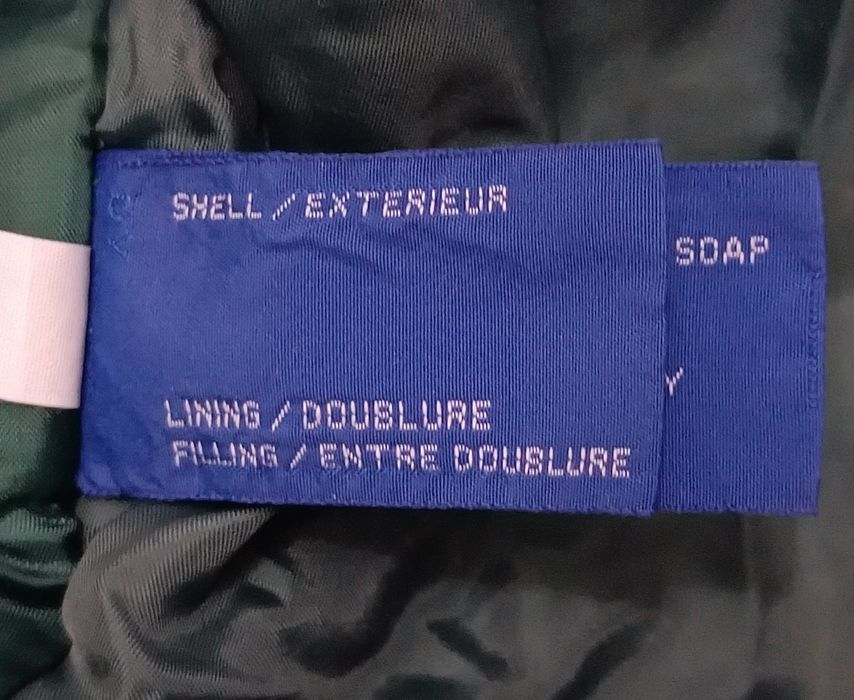 SHELL / EXTERIEUR
SOAP
Y
LINING / DOUBLURE
FILLING / ENTRE DOUBLURE